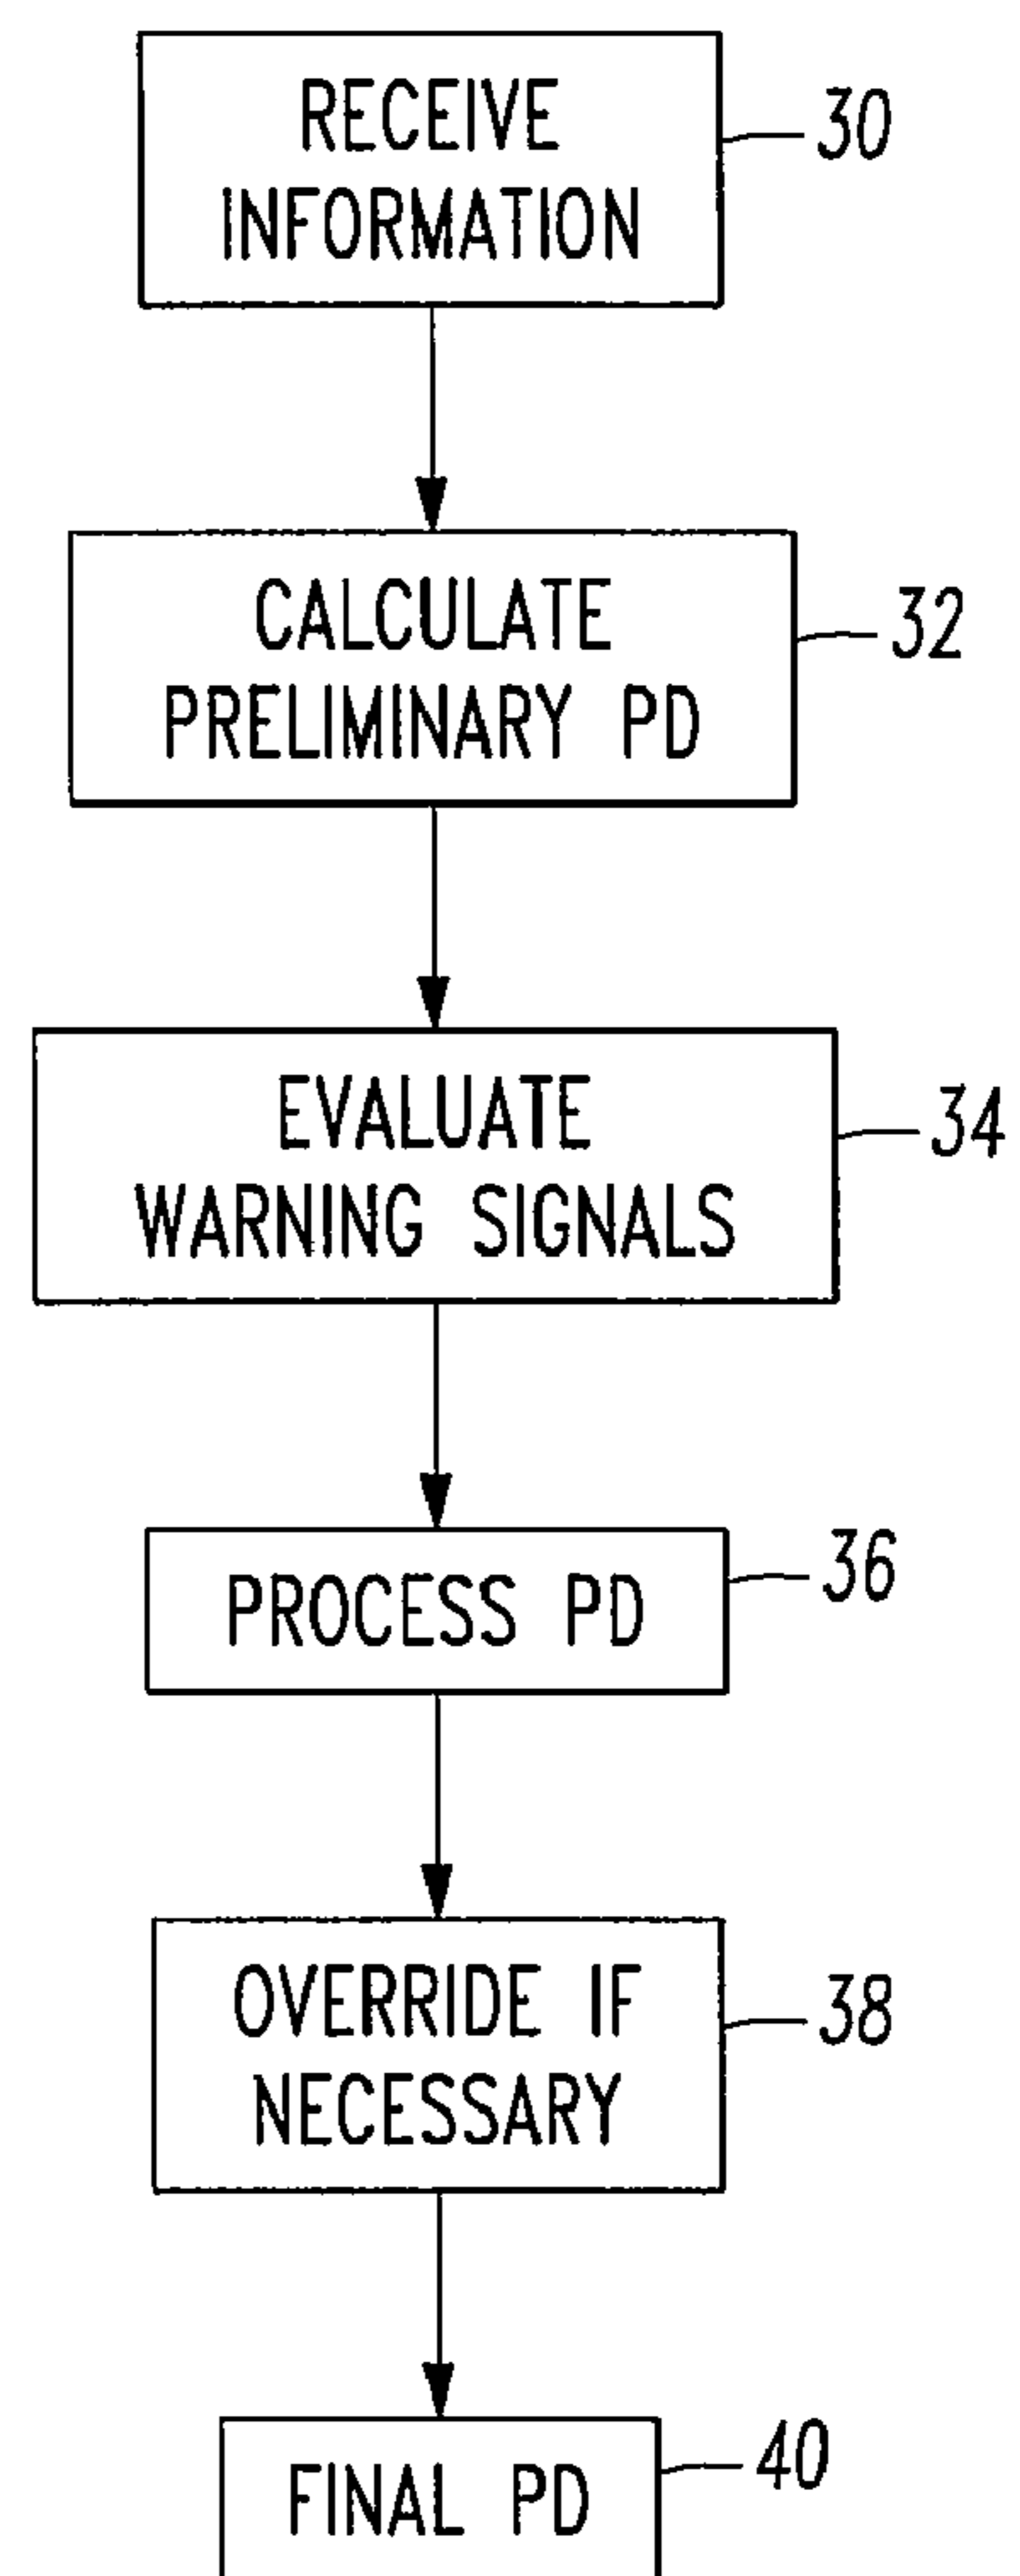 RECEIVE
INFORMATION
30
CALCULATE
PRELIMINARY PD
32
EVALUATE
WARNING SIGNALS
34
PROCESS PD
36
OVERRIDE IF
NECESSARY
38
FINAL PD
40